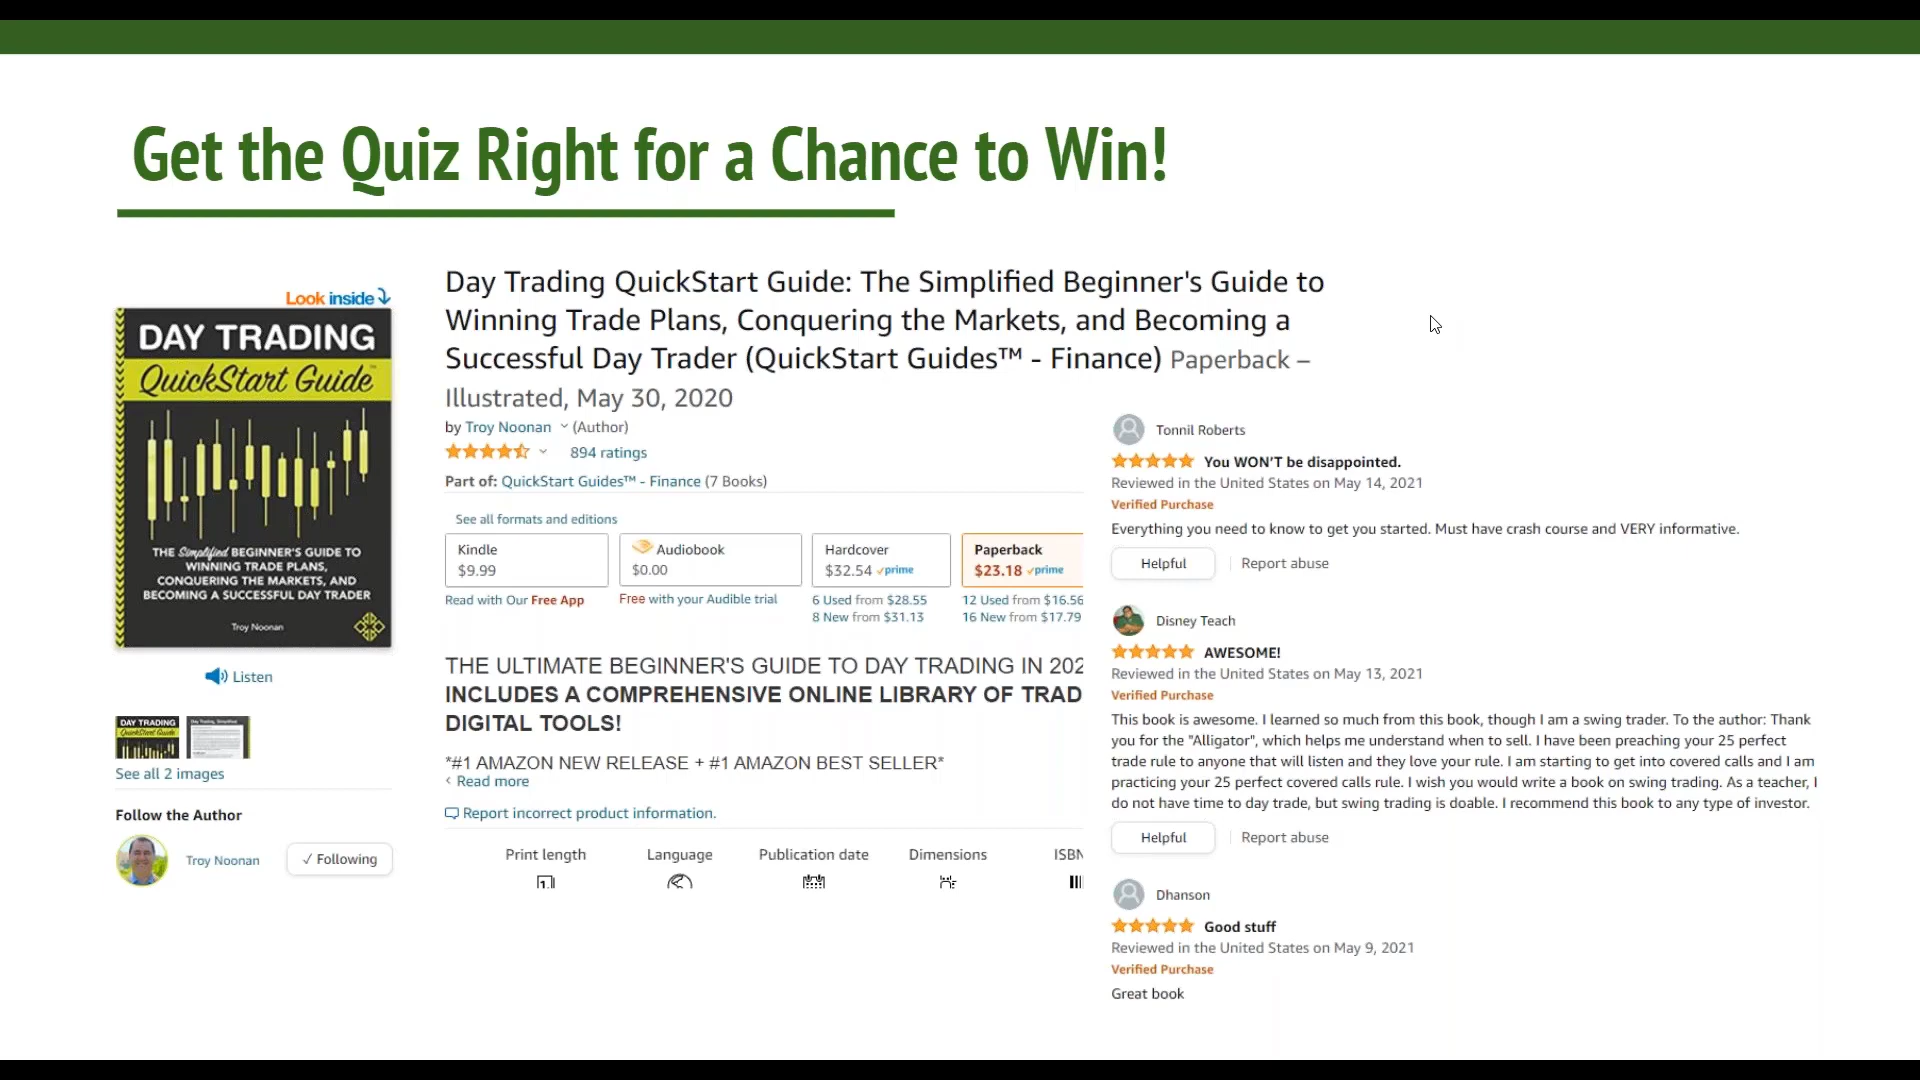 Get the Quiz Right for a Chance to Win!
Look inside
DAY TRADING
QuickStart Guide™
THE Simplified BEGINNER'S GUIDE TO
WINNING TRADE PLANS,
CONQUERING THE MARKETS, AND
BECOMING A SUCCESSFUL DAY TRADER
Troy Noonan
Listen
DAY TRADING
QuickStart Guide
See all 2 images
Follow the Author
Troy Noonan
✓ Following
Day Trading QuickStart Guide: The Simplified Beginner's Guide to
Winning Trade Plans, Conquering the Markets, and Becoming a
Successful Day Trader (QuickStart Guides™ - Finance) Paperback –
Illustrated, May 30, 2020
by Troy Noonan (Author)
894 ratings
Part of: QuickStart Guides™ - Finance (7 Books)
See all formats and editions
Kindle
$9.99
Read with Our Free App
Audiobook
$0.00
Free with your Audible trial
Hardcover
$32.54 prime
6 Used from $28.55
8 New from $31.13
Paperback
$23.18 prime
12 Used from $16.56
16 New from $17.79
THE ULTIMATE BEGINNER'S GUIDE TO DAY TRADING IN 202
INCLUDES A COMPREHENSIVE ONLINE LIBRARY OF TRAD
DIGITAL TOOLS!
*#1 AMAZON NEW RELEASE + #1 AMAZON BEST SELLER*
Read more
Report incorrect product information.
Print length
Language
Publication date
Dimensions
ISBN
Tonnil Roberts
You WON'T be disappointed.
Reviewed in the United States on May 14, 2021
Verified Purchase
Everything you need to know to get you started. Must have crash course and VERY informative.
Helpful
Report abuse
Disney Teach
AWESOME!
Reviewed in the United States on May 13, 2021
Verified Purchase
This book is awesome. I learned so much from this book, though I am a swing trader. To the author: Thank
you for the "Alligator", which helps me understand when to sell. I have been preaching your 25 perfect
trade rule to anyone that will listen and they love your rule. I am starting to get into covered calls and I am
practicing your 25 perfect covered calls rule. I wish you would write a book on swing trading. As a teacher, I
do not have time to day trade, but swing trading is doable. I recommend this book to any type of investor.
Helpful
Report abuse
Dhanson
Good stuff
Reviewed in the United States on May 9, 2021
Verified Purchase
Great book